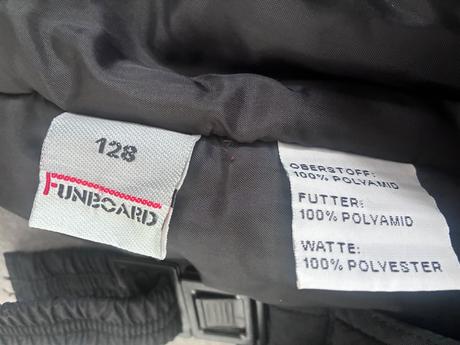 128
FUNBOARD
OBERSTOFF:
100% POLYAMID
FUTTER:
100% POLYAMID
WATTE:
100% POLYESTER